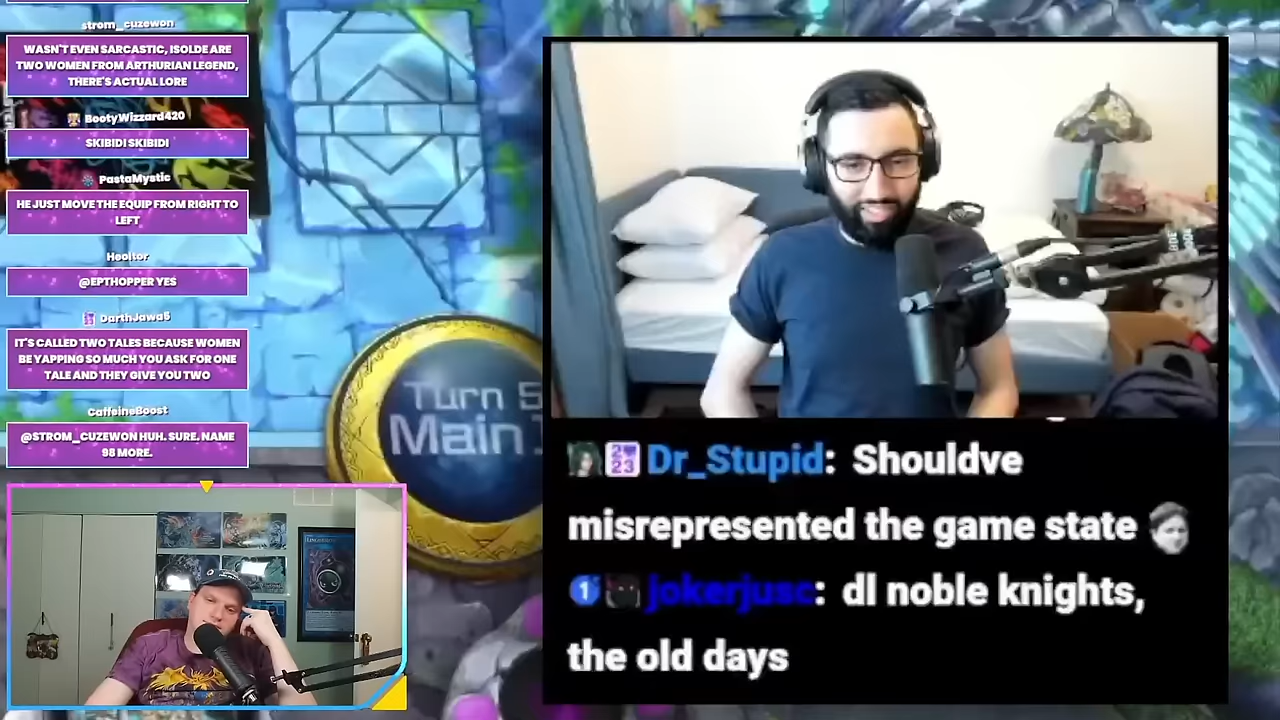 strom_cuzewon
WASN'T EVEN SARCASTIC, ISOLDE ARE
TWO WOMEN FROM ARTHURIAN LEGEND,
THERE'S ACTUAL LORE
BootyWizzard420
SKIBIDI SKIBIDI
PastaMystic
HE JUST MOVE THE EQUIP FROM RIGHT TO
LEFT
Hooltor
@EPTHOPPER YES
DarthJawa5
IT'S CALLED TWO TALES BECAUSE WOMEN
BE YAPPING SO MUCH YOU ASK FOR ONE
TALE AND THEY GIVE YOU TWO
CaffeineBoost
@STROM_CUZEWON HUH. SURE. NAME
98 MORE.
Turn 5
Main 1
Dr_Stupid: Shouldve
misrepresented the game state
jokerjusc: dl noble knights,
the old days